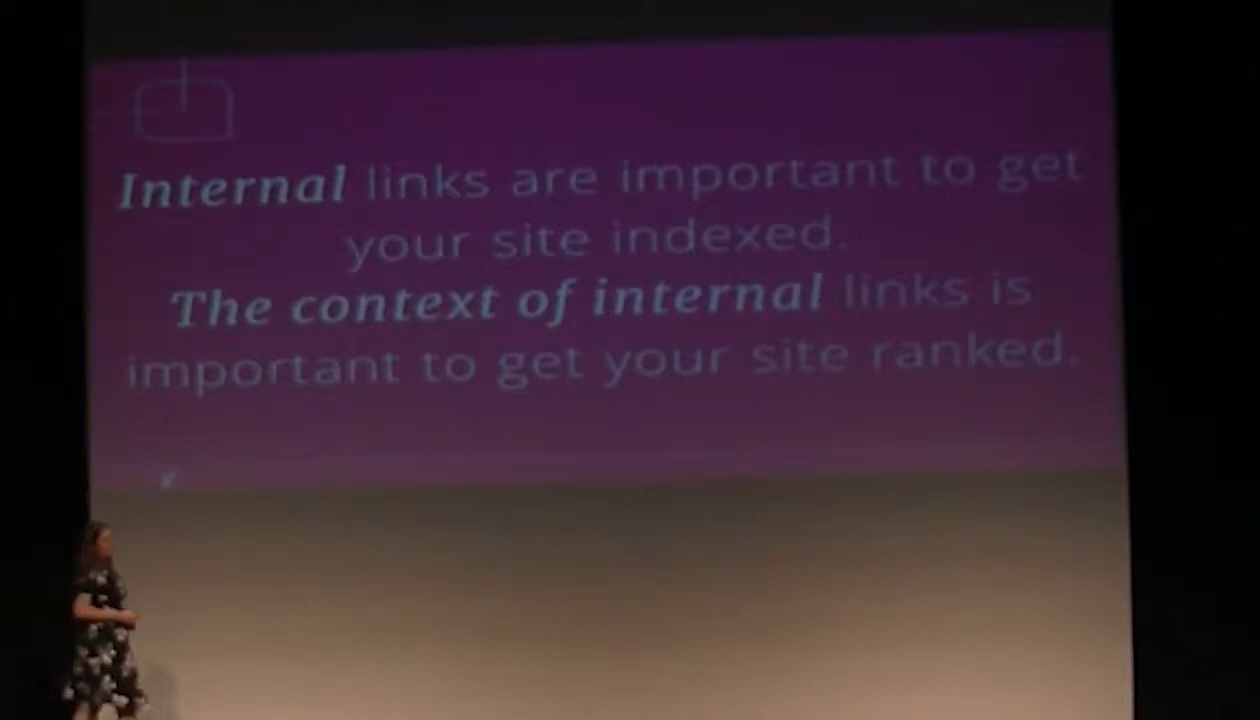 Internal links are important to get
your site indexed.
The context of internal links is
important to get your site ranked.